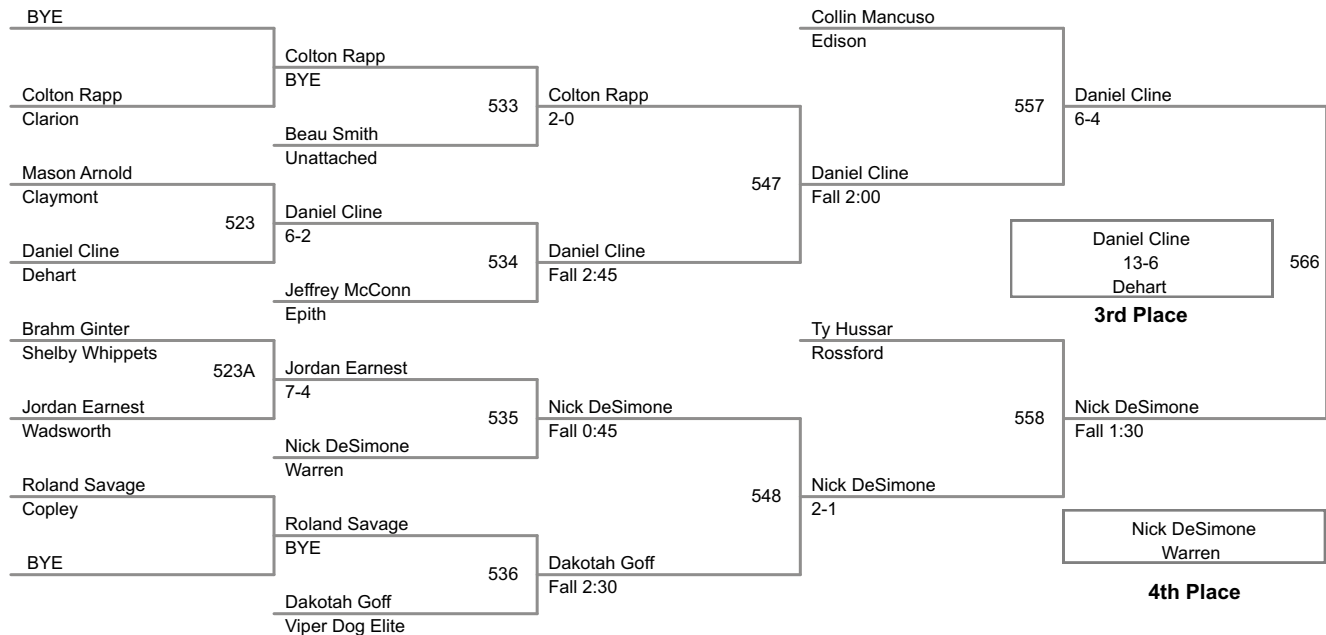 BYE
Colton Rapp
Clarion
Mason Arnold
Claymont
523
Daniel Cline
Dehart
Brahm Ginter
Shelby Whippets
523A
Jordan Earnest
Wadsworth
Roland Savage
Copley
BYE
Colton Rapp
BYE
533
Beau Smith
Unattached
Daniel Cline
6-2
534
Jeffrey McConn
Epith
Jordan Earnest
7-4
535
Nick DeSimone
Warren
Roland Savage
BYE
536
Dakotah Goff
Viper Dog Elite
Colton Rapp
2-0
547
Daniel Cline
Fall 2:45
Nick DeSimone
Fall 0:45
548
Dakotah Goff
Fall 2:30
Collin Mancuso
Edison
557
Daniel Cline
Fall 2:00
Ty Hussar
Rossford
558
Nick DeSimone
2-1
Daniel Cline
6-4
566
Nick DeSimone
Fall 1:30
Daniel Cline
13-6
Dehart
3rd Place
Nick DeSimone
Warren
4th Place